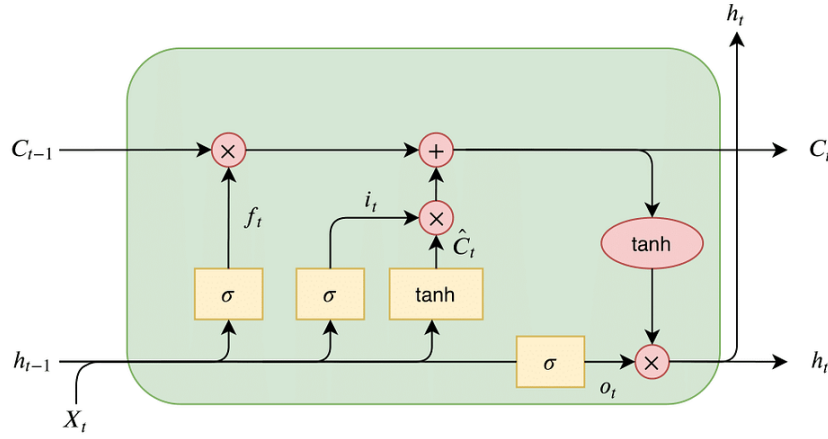 h_t
C_{t-1} × + C_t
f_t i_t × Ĉ_t tanh
σ σ tanh
h_{t-1} σ o_t × h_t
X_t